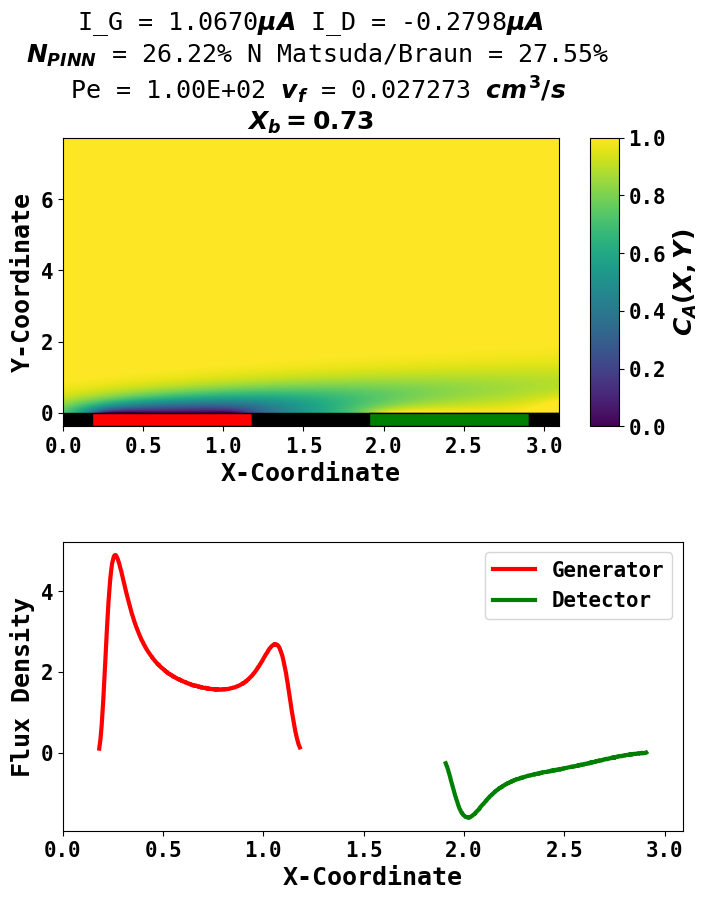 I_G = 1.0670μA I_D = -0.2798μA
N_PINN = 26.22% N Matsuda/Braun = 27.55%
Pe = 1.00E+02 v_f = 0.027273 cm³/s
X_b = 0.73
Y-Coordinate
6
4
2
0
0.0 0.5 1.0 1.5 2.0 2.5 3.0
X-Coordinate
1.0
0.8
0.6
0.4
0.2
0.0
C_A(X, Y)
Flux Density
4
2
0
Generator
Detector
0.0 0.5 1.0 1.5 2.0 2.5 3.0
X-Coordinate